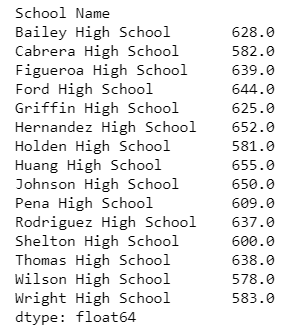 School Name
Bailey High School 628.0
Cabrera High School 582.0
Figueroa High School 639.0
Ford High School 644.0
Griffin High School 625.0
Hernandez High School 652.0
Holden High School 581.0
Huang High School 655.0
Johnson High School 650.0
Pena High School 609.0
Rodriguez High School 637.0
Shelton High School 600.0
Thomas High School 638.0
Wilson High School 578.0
Wright High School 583.0
dtype: float64